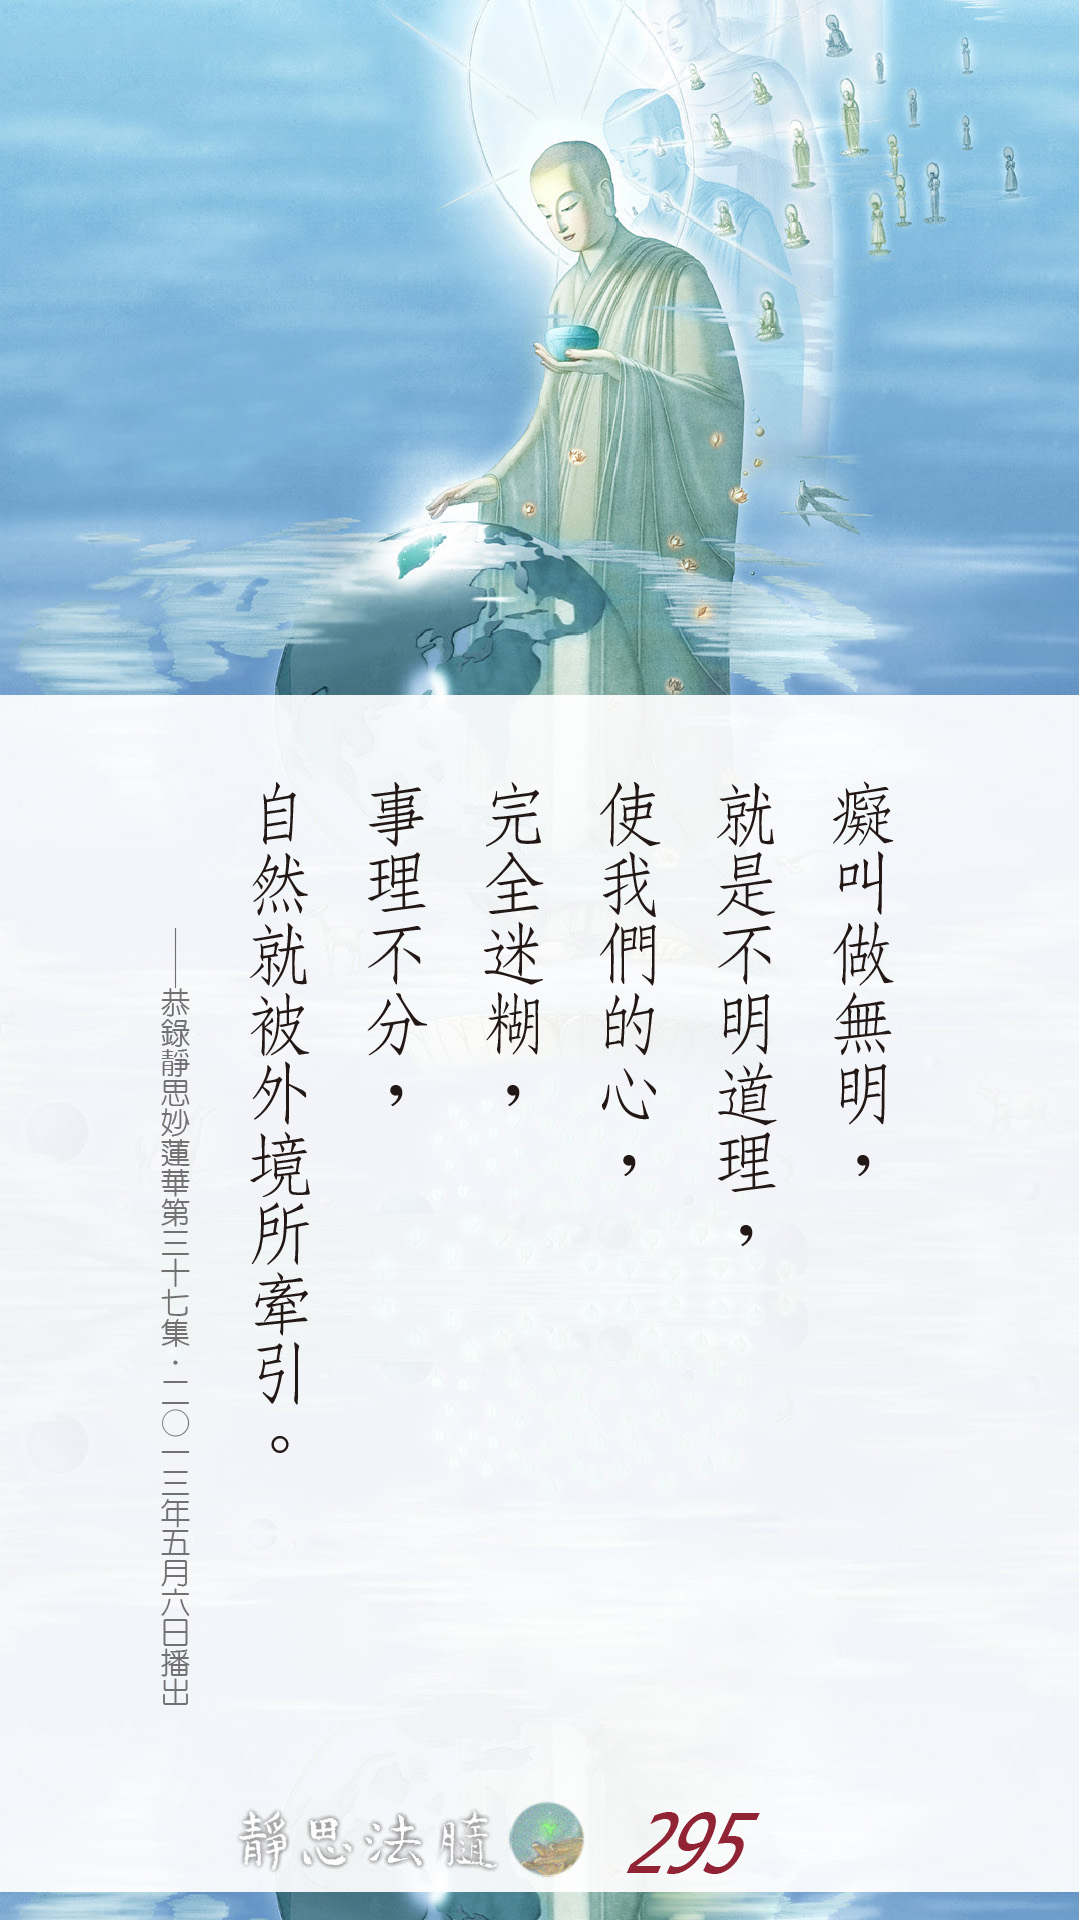 癡叫做無明，
就是不明道理，
使我們的心，
完全迷糊，
事理不分，
自然就被外境所牽引。
——恭錄靜思妙蓮華第三十七集．二〇一三年五月六日播出
靜思法髓
295